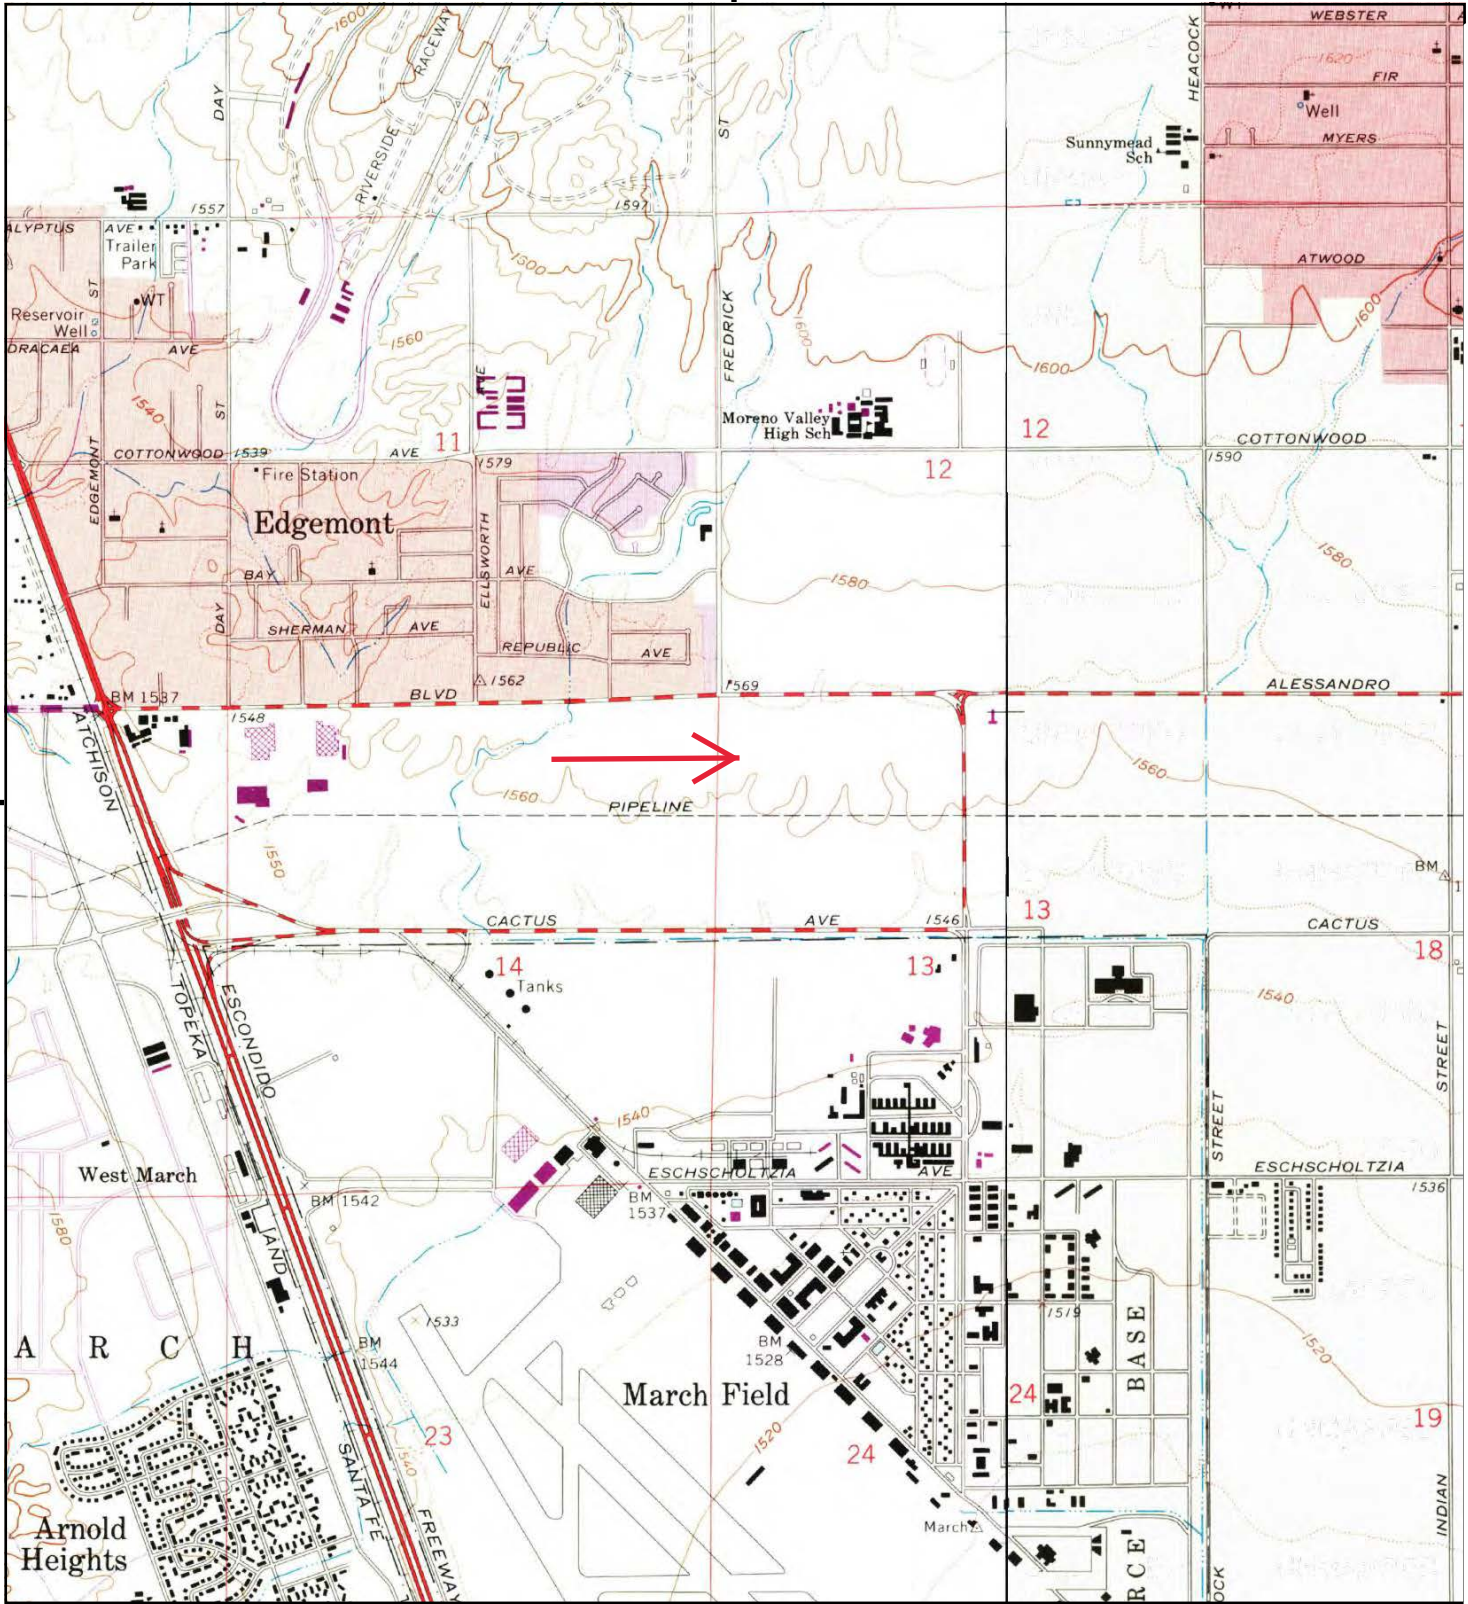 WEBSTER
1600
RACEWAY
HEACOCK
1620
FIR
DAY
Well
ST
MYERS
Sunnymead
Sch
RIVERSIDE
1557
1597
ALYPTUS
AVE
Trailer
Park
1600
ATWOOD
ST
WT
Reservoir
Well
FREDRICK
1600
1600
1560
DRACAEA
AVE
1600
1540
ST
Moreno Valley
High Sch
11
12
COTTONWOOD
EDGEMONT
COTTONWOOD
1539
AVE
1579
12
1590
Fire Station
Edgemont
ELLSWORTH
1580
BAY
AVE
1580
DAY
SHERMAN
AVE
REPUBLIC
AVE
1562
1569
ALESSANDRO
BM 1537
BLVD
1548
1
ATCHISON
1560
1560
PIPELINE
1550
BM
CACTUS
AVE
1546
13
CACTUS
14
13
18
Tanks
TOPEKA
ESCONDIDO
1540
STREET
1540
STREET
West March
ESCHSCHOLTZIA
AVE
ESCHSCHOLTZIA
BM 1542
BM
1537
1536
1580
AND
1519
1533
BASE
A R C H
BM
1544
BM
1528
1520
March Field
24
19
23
1520
24
1540
SANTA FE
INDIAN
Arnold
Heights
FREEWAY
March
RCE
OCK